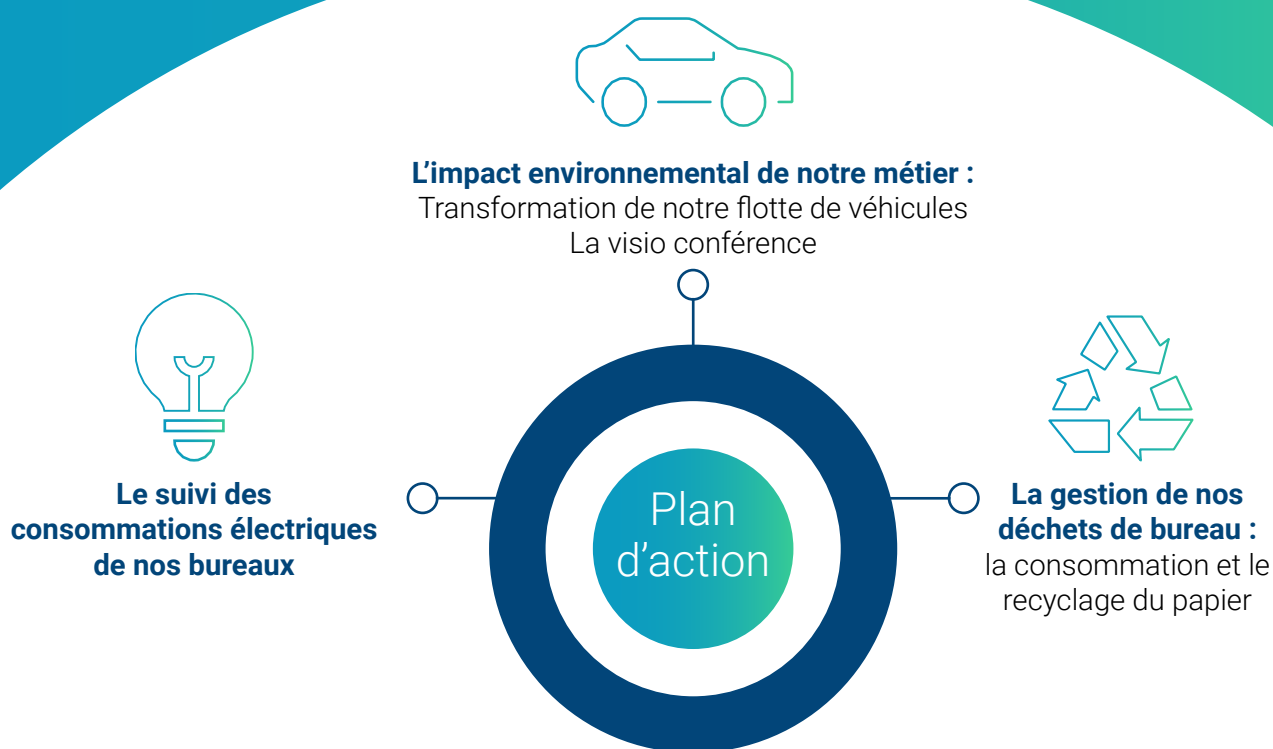 L'impact environnemental de notre métier :
Transformation de notre flotte de véhicules
La visio conférence
Le suivi des
consommations électriques
de nos bureaux
Plan
d'action
La gestion de nos
déchets de bureau :
la consommation et le
recyclage du papier